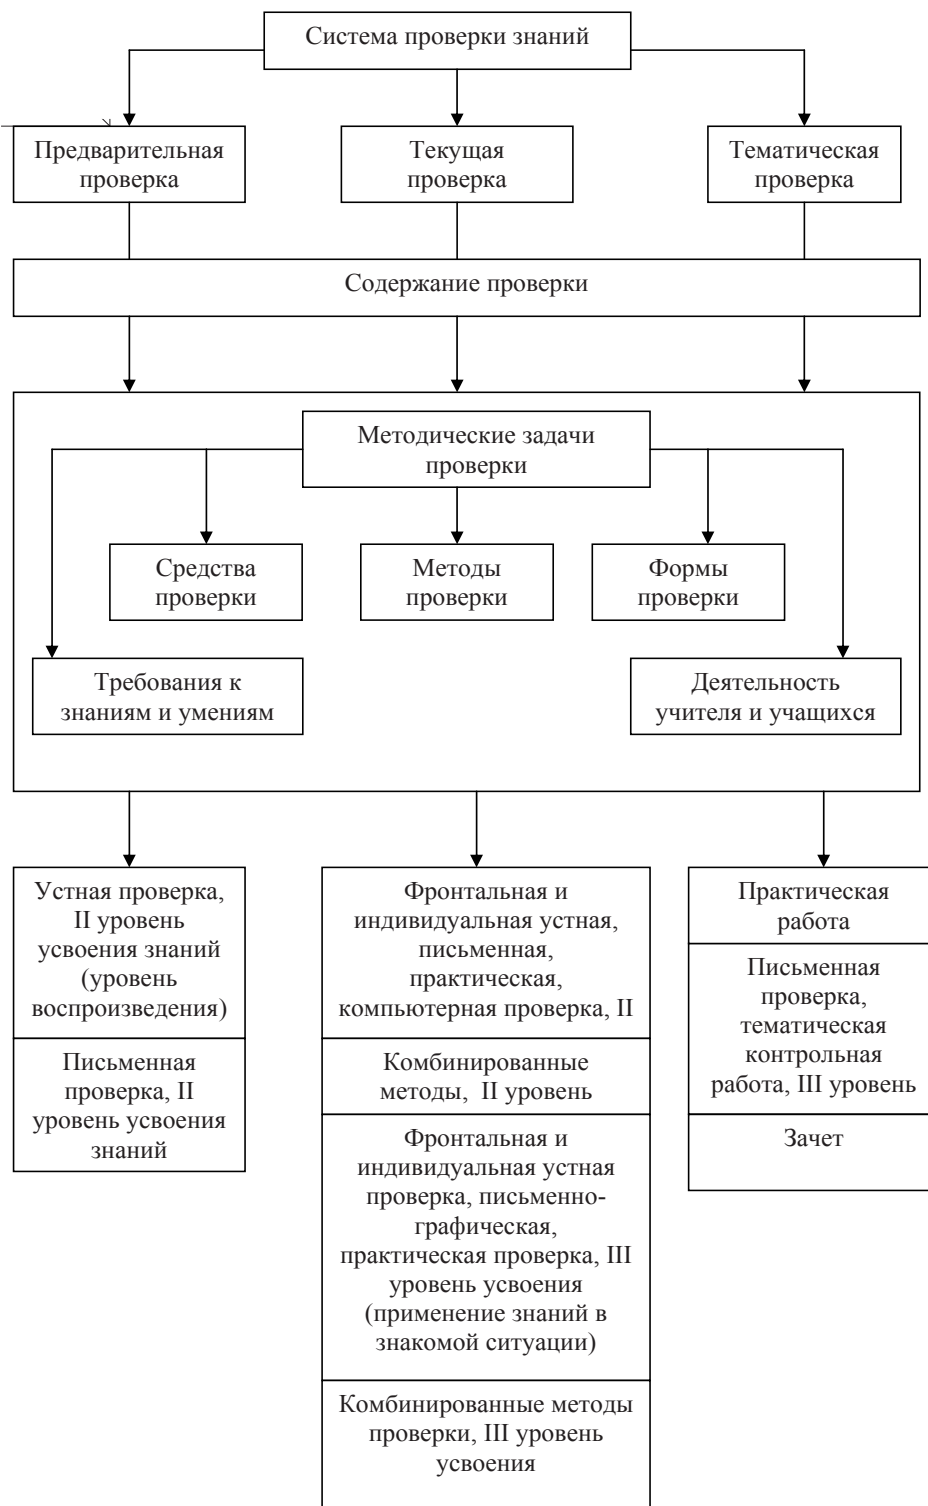 Система проверки знаний
Предварительная
проверка
Текущая
проверка
Тематическая
проверка
Содержание проверки
Методические задачи
проверки
Средства
проверки
Методы
проверки
Формы
проверки
Требования к
знаниям и умениям
Деятельность
учителя и учащихся
Устная проверка,
II уровень
усвоения знаний
(уровень
воспроизведения)
Письменная
проверка, II
уровень усвоения
знаний
Фронтальная и
индивидуальная устная,
письменная,
практическая,
компьютерная проверка, II
Комбинированные
методы, II уровень
Фронтальная и
индивидуальная устная
проверка, письменно-
графическая,
практическая проверка, III
уровень усвоения
(применение знаний в
знакомой ситуации)
Комбинированные методы
проверки, III уровень
усвоения
Практическая
работа
Письменная
проверка,
тематическая
контрольная
работа, III уровень
Зачет